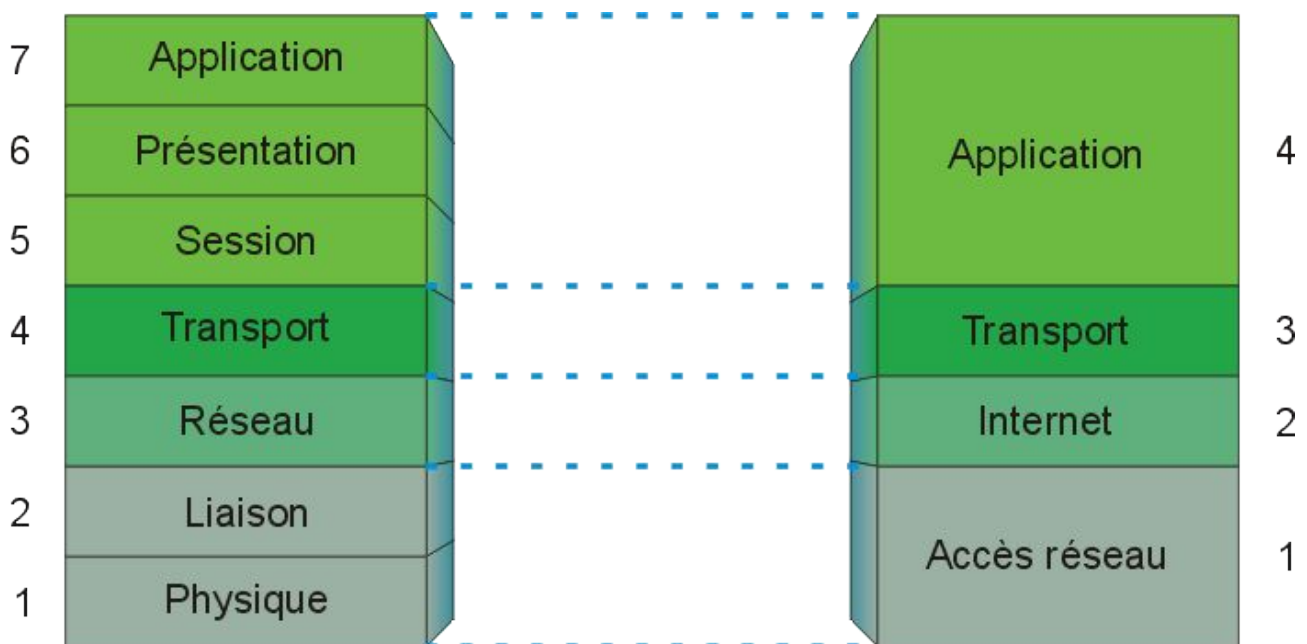 7 Application
6 Présentation
5 Session
4 Transport
3 Réseau
2 Liaison
1 Physique
Application 4
Transport 3
Internet 2
Accès réseau 1